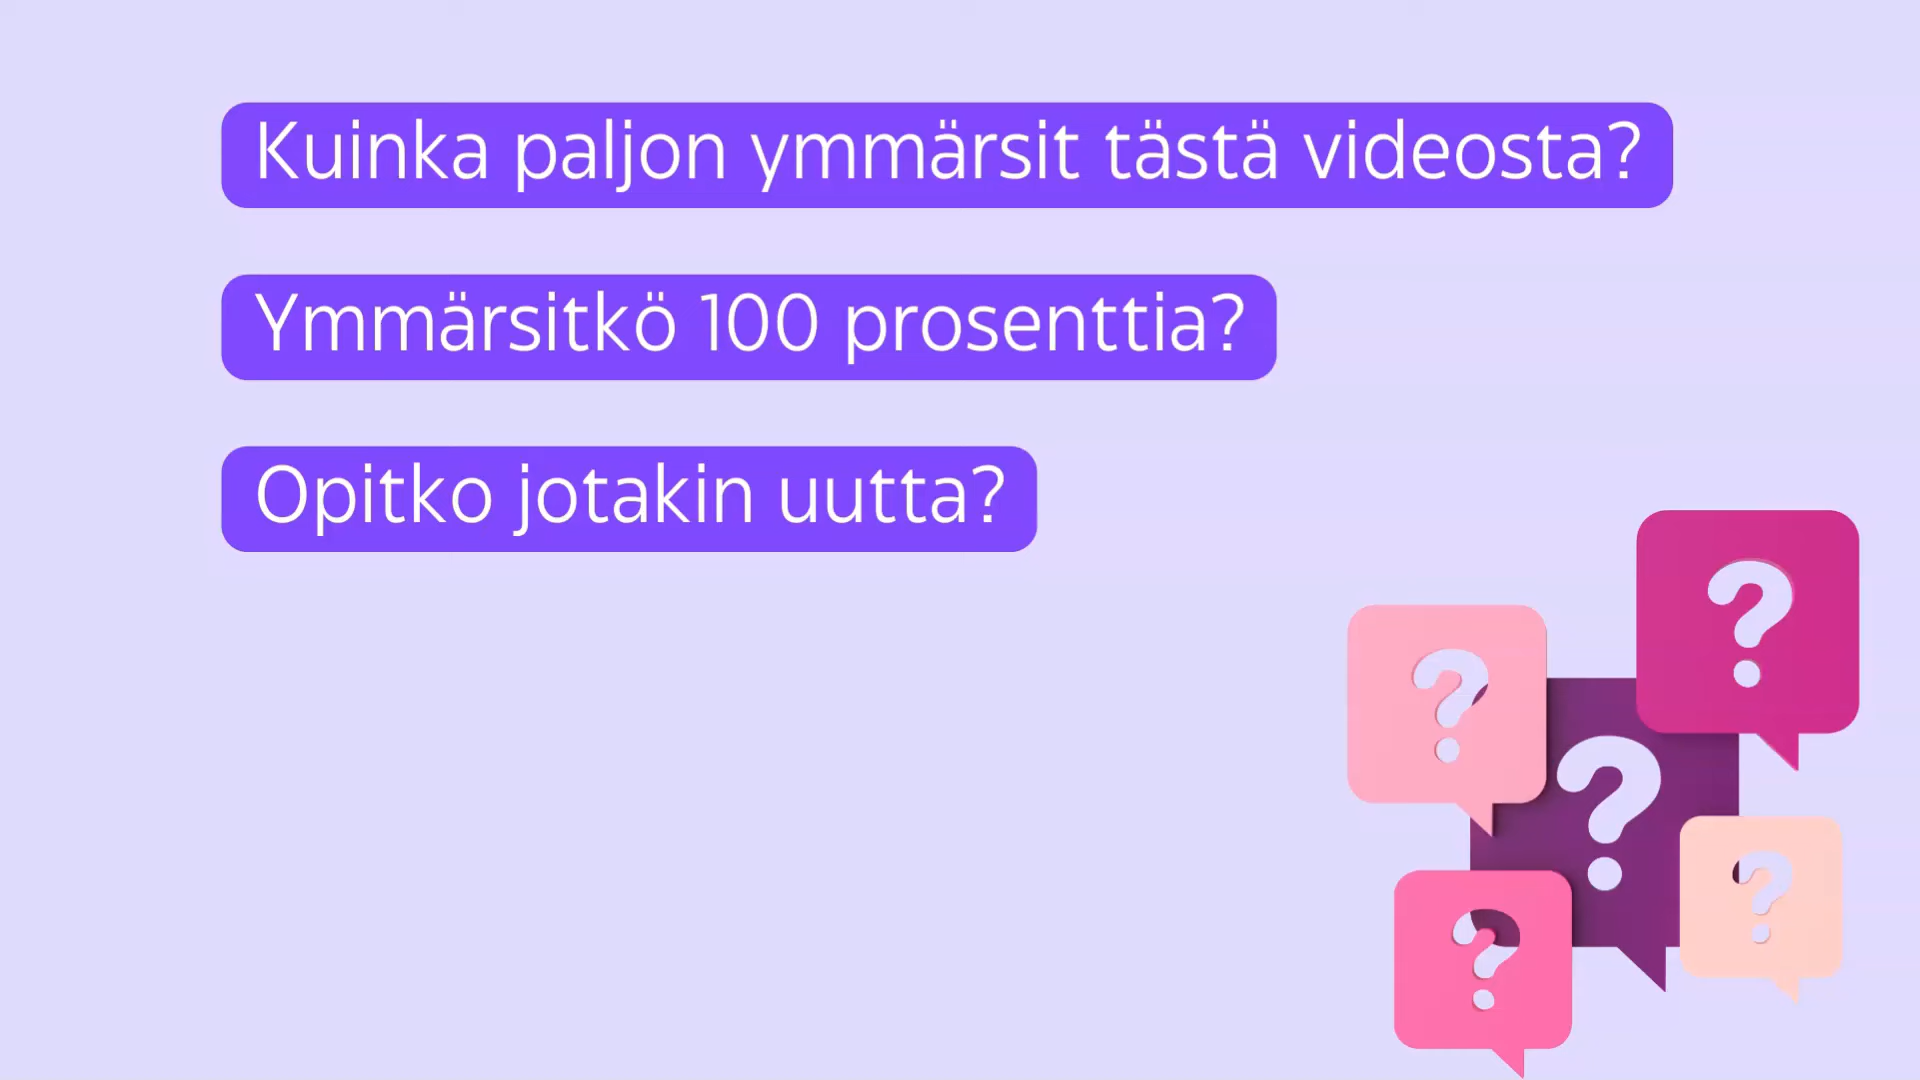 Kuinka paljon ymmärsit tästä videosta?
Ymmärsitkö 100 prosenttia?
Opitko jotakin uutta?